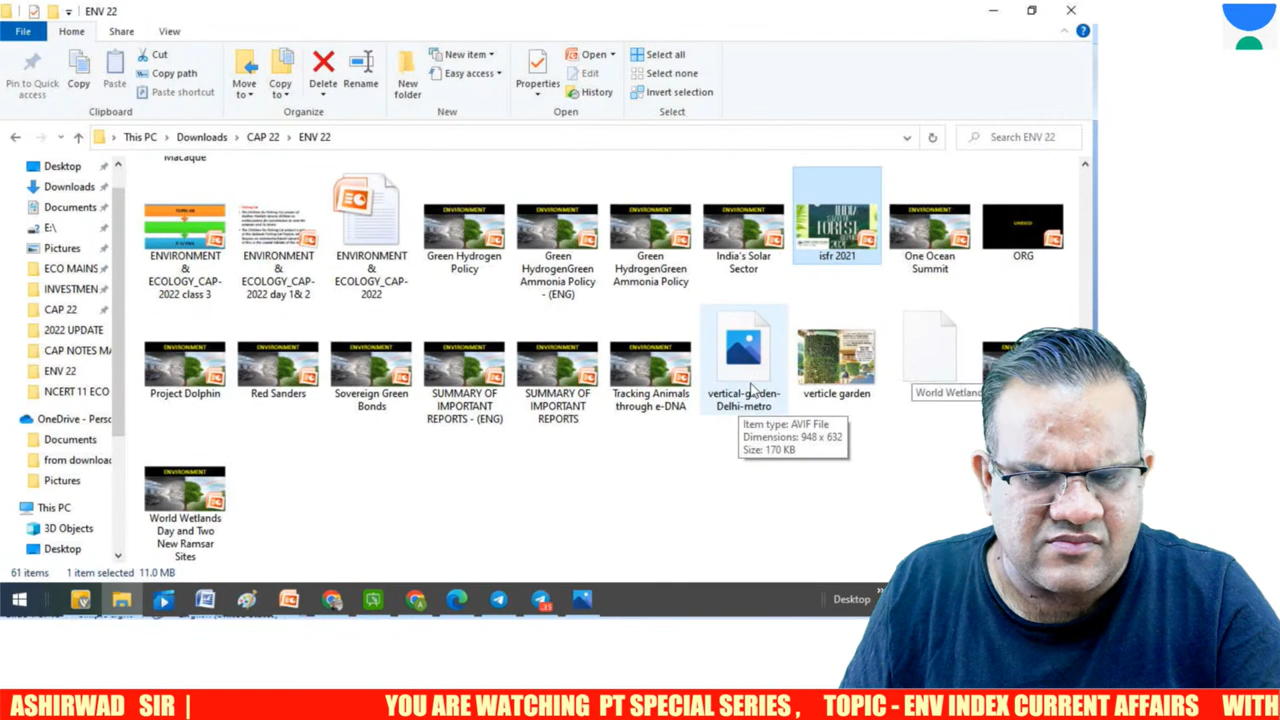 ENV 22
File
Home
Share
View
Pin to Quick access
Copy
Paste
Cut
Copy path
Paste shortcut
Clipboard
Move to
Copy to
Delete
Rename
Organize
New folder
New item
Easy access
New
Properties
Open
Edit
History
Open
Select all
Select none
Invert selection
Select
This PC > Downloads > CAP 22 > ENV 22
Search ENV 22
Desktop
Downloads
Documents
E:\
Pictures
ECO MAINS
INVESTMEN
CAP 22
2022 UPDATE
CAP NOTES MA
ENV 22
NCERT 11 ECO
OneDrive - Perso
Documents
from download
Pictures
This PC
3D Objects
Desktop
Macaque
ENVIRONMENT & ECOLOGY_CAP-2022 class 3
ENVIRONMENT & ECOLOGY_CAP-2022 day 1& 2
ENVIRONMENT & ECOLOGY_CAP-2022
Green Hydrogen Policy
Green HydrogenGreen Ammonia Policy - (ENG)
Green HydrogenGreen Ammonia Policy
India's Solar Sector
isfr 2021
One Ocean Summit
ORG
Project Dolphin
Red Sanders
Sovereign Green Bonds
SUMMARY OF IMPORTANT REPORTS - (ENG)
SUMMARY OF IMPORTANT REPORTS
Tracking Animals through e-DNA
vertical-garden-Delhi-metro
verticle garden
World Wetland
Item type: AVIF File
Dimensions: 948 x 632
Size: 170 KB
World Wetlands Day and Two New Ramsar Sites
61 items
1 item selected 11.0 MB
Desktop
ASHIRWAD SIR | YOU ARE WATCHING PT SPECIAL SERIES , TOPIC - ENV INDEX CURRENT AFFAIRS WITH